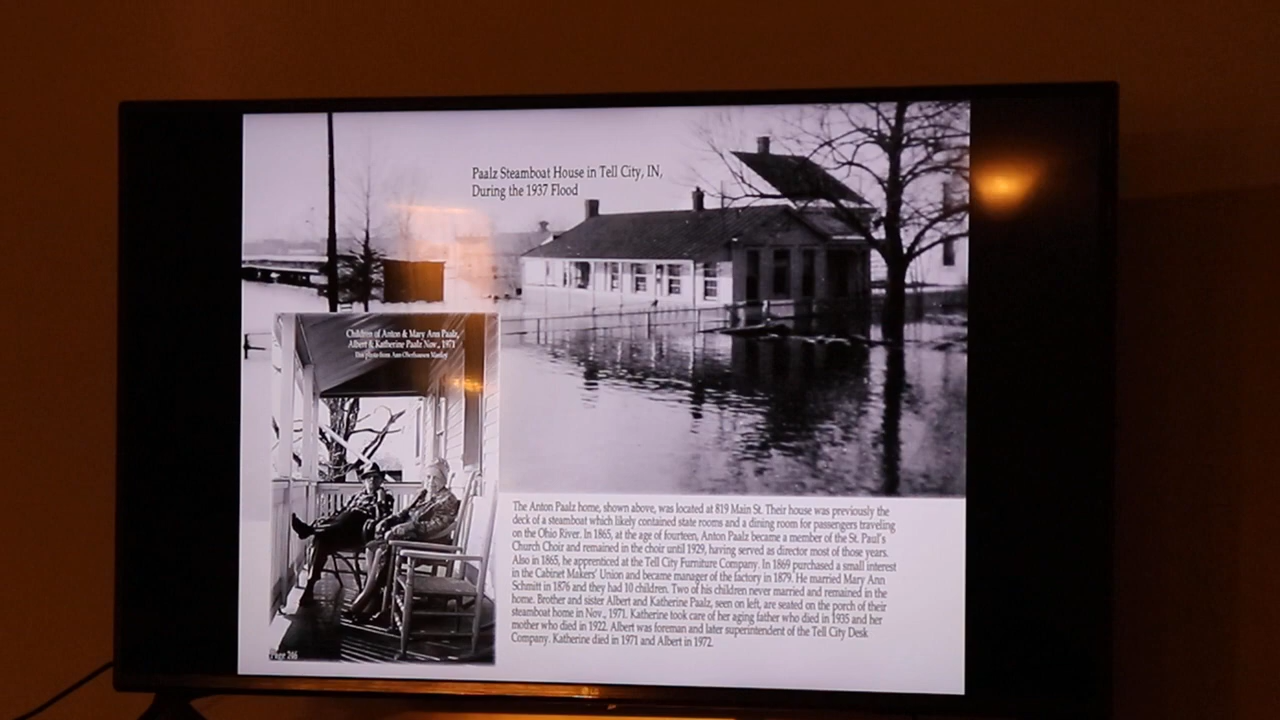 Paalz Steamboat House in Tell City, IN,
During the 1937 Flood
Children of Anton & Mary Ann Paalz,
Albert & Katherine Paalz Nov., 1971
This photo from Ann Oberhausen Manley
The Anton Paalz home, shown above, was located at 819 Main St. Their house was previously the
deck of a steamboat which likely contained state rooms and a dining room for passengers traveling
on the Ohio River. In 1865, at the age of fourteen, Anton Paalz became a member of the St. Paul's
Church Choir and remained in the choir until 1929, having served as director most of those years.
Also in 1865, he apprenticed at the Tell City Furniture Company. In 1869 purchased a small interest
in the Cabinet Makers' Union and became manager of the factory in 1879. He married Mary Ann
Schmitt in 1876 and they had 10 children. Two of his children never married and remained in the
home. Brother and sister Albert and Katherine Paalz, seen on left, are seated on the porch of their
steamboat home in Nov., 1971. Katherine took care of her aging father who died in 1935 and her
mother who died in 1922. Albert was foreman and later superintendent of the Tell City Desk
Company. Katherine died in 1971 and Albert in 1972.
Page 246